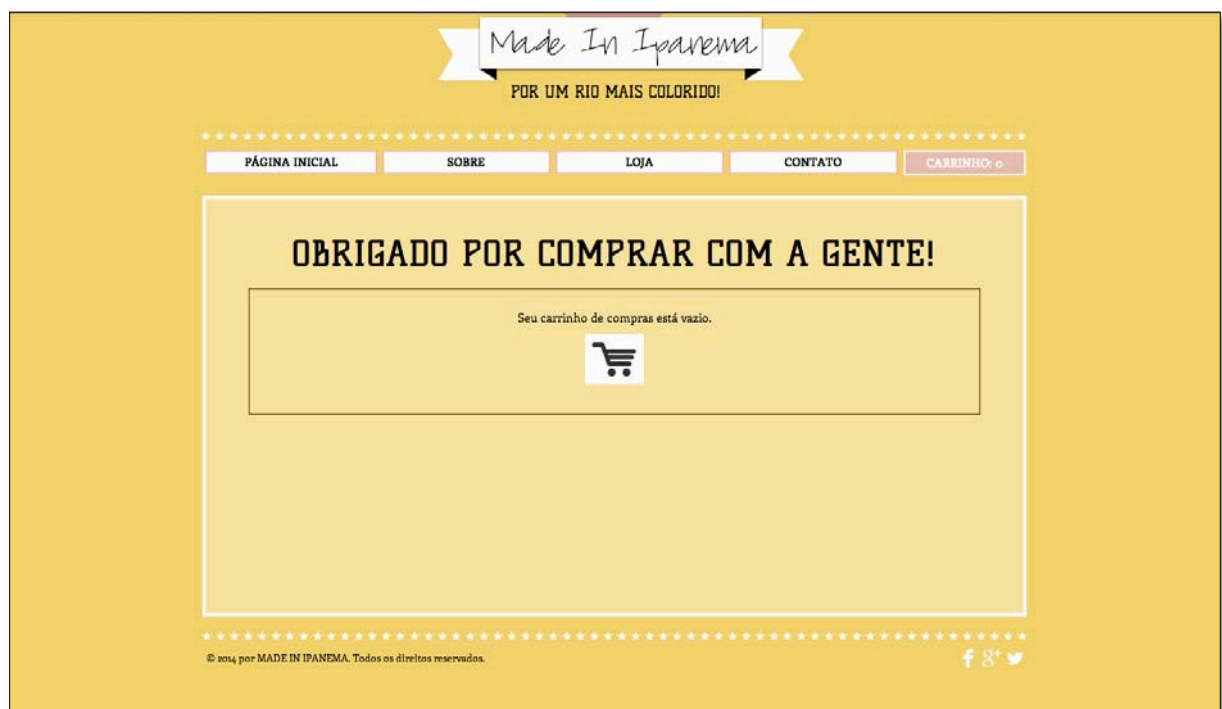 Made In Ipanema
POR UM RIO MAIS COLORIDO!
PÁGINA INICIAL SOBRE LOJA CONTATO CARRINHO: 0
OBRIGADO POR COMPRAR COM A GENTE!
Seu carrinho de compras está vazio.
© 2014 por MADE IN IPANEMA. Todos os direitos reservados.
f 8+